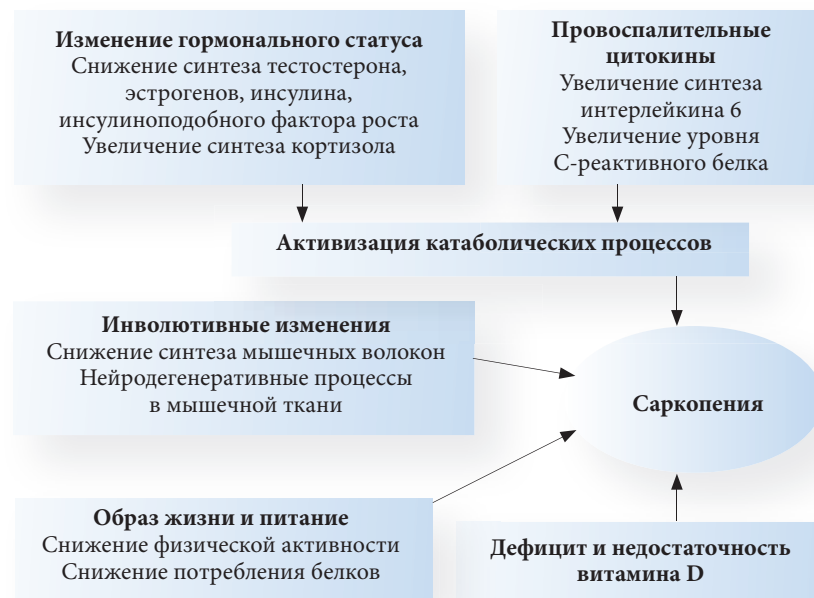 Изменение гормонального статуса
Снижение синтеза тестостерона,
эстрогенов, инсулина,
инсулиноподобного фактора роста
Увеличение синтеза кортизола
Провоспалительные
цитокины
Увеличение синтеза
интерлейкина 6
Увеличение уровня
С-реактивного белка
Активизация катаболических процессов
Инволютивные изменения
Снижение синтеза мышечных волокон
Нейродегенеративные процессы
в мышечной ткани
Саркопения
Образ жизни и питание
Снижение физической активности
Снижение потребления белков
Дефицит и недостаточность
витамина D